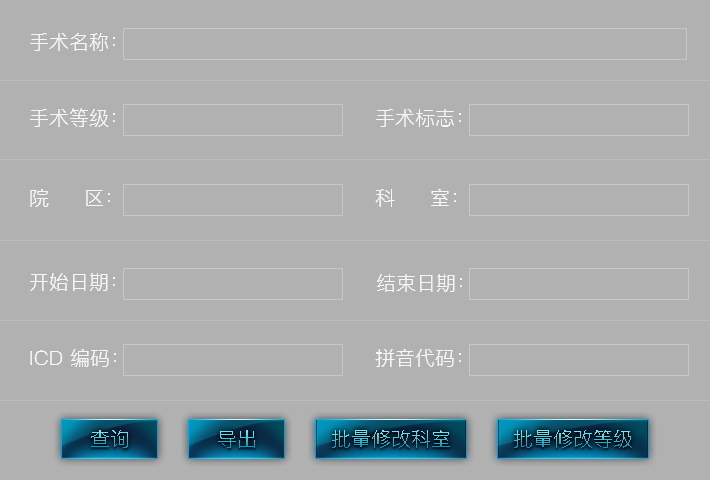 手术名称:
手术等级: 手术标志:
院 区: 科 室:
开始日期: 结束日期:
ICD 编码: 拼音代码:
查询 导出 批量修改科室 批量修改等级